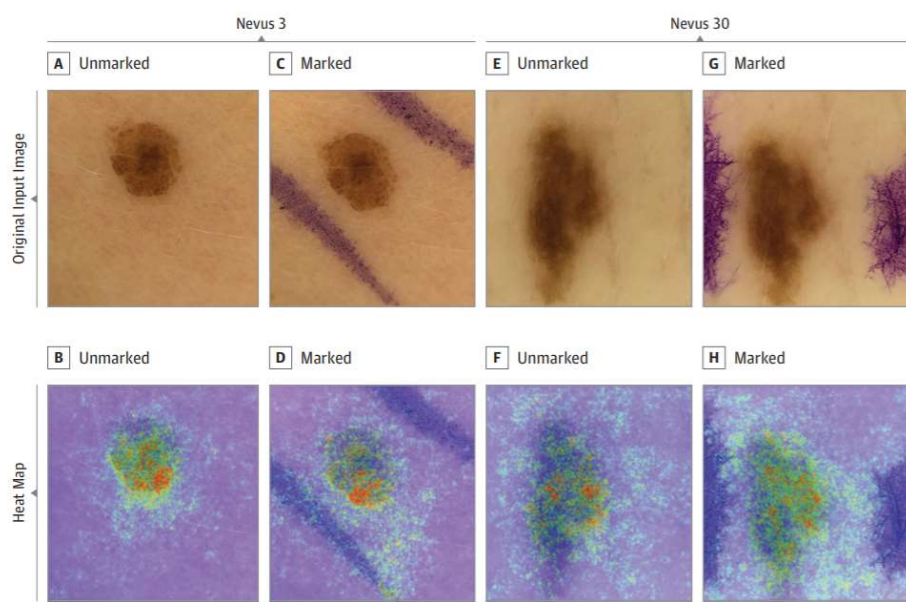 Nevus 3
Nevus 30
A Unmarked
C Marked
E Unmarked
G Marked
Original Input Image
B Unmarked
D Marked
F Unmarked
H Marked
Heat Map